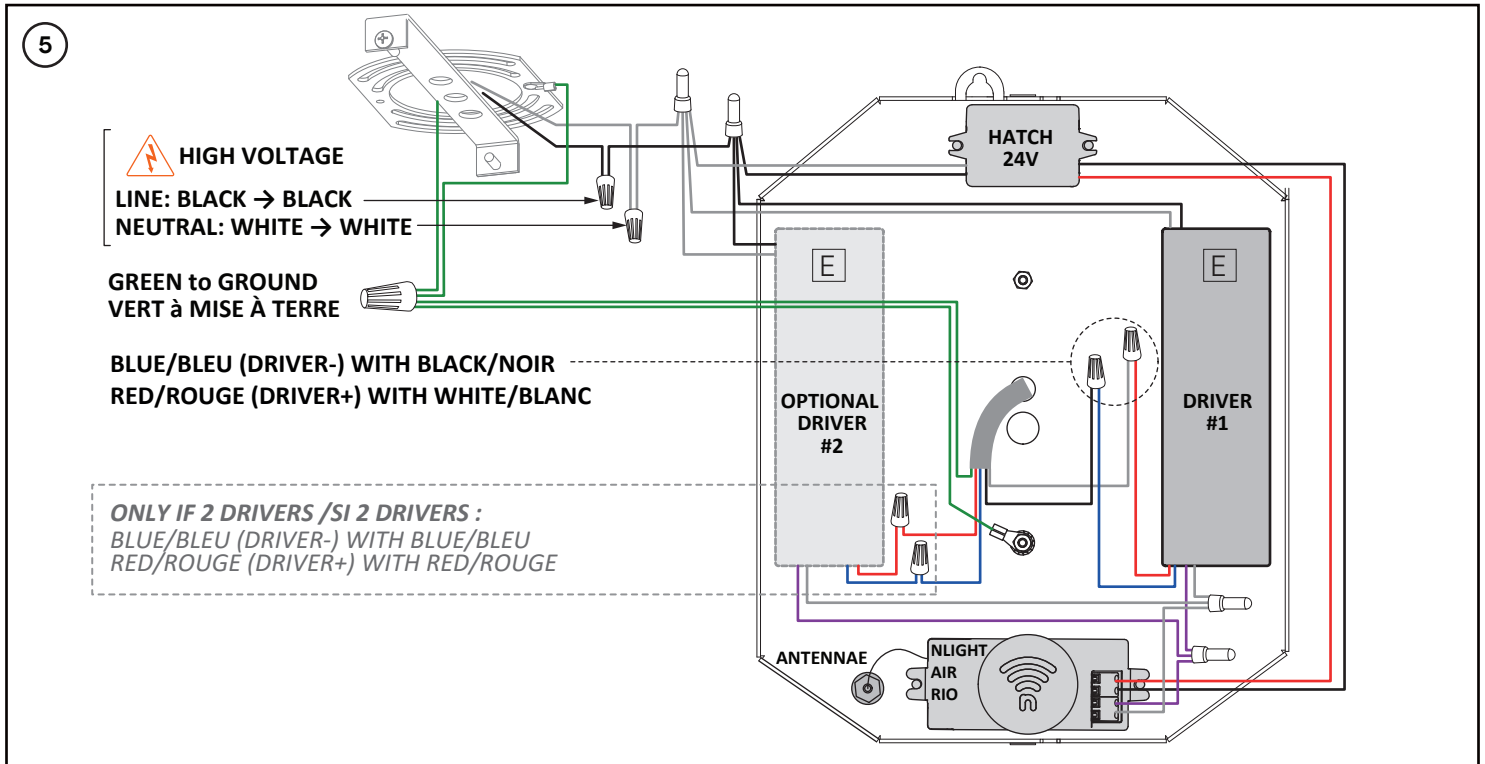 5
HIGH VOLTAGE
LINE: BLACK → BLACK
NEUTRAL: WHITE → WHITE
GREEN to GROUND
VERT à MISE À TERRE
BLUE/BLEU (DRIVER-) WITH BLACK/NOIR
RED/ROUGE (DRIVER+) WITH WHITE/BLANC
ONLY IF 2 DRIVERS /SI 2 DRIVERS :
BLUE/BLEU (DRIVER-) WITH BLUE/BLEU
RED/ROUGE (DRIVER+) WITH RED/ROUGE
HATCH
24V
E
OPTIONAL
DRIVER
#2
E
DRIVER
#1
ANTENNAE
NLIGHT
AIR
RIO
n